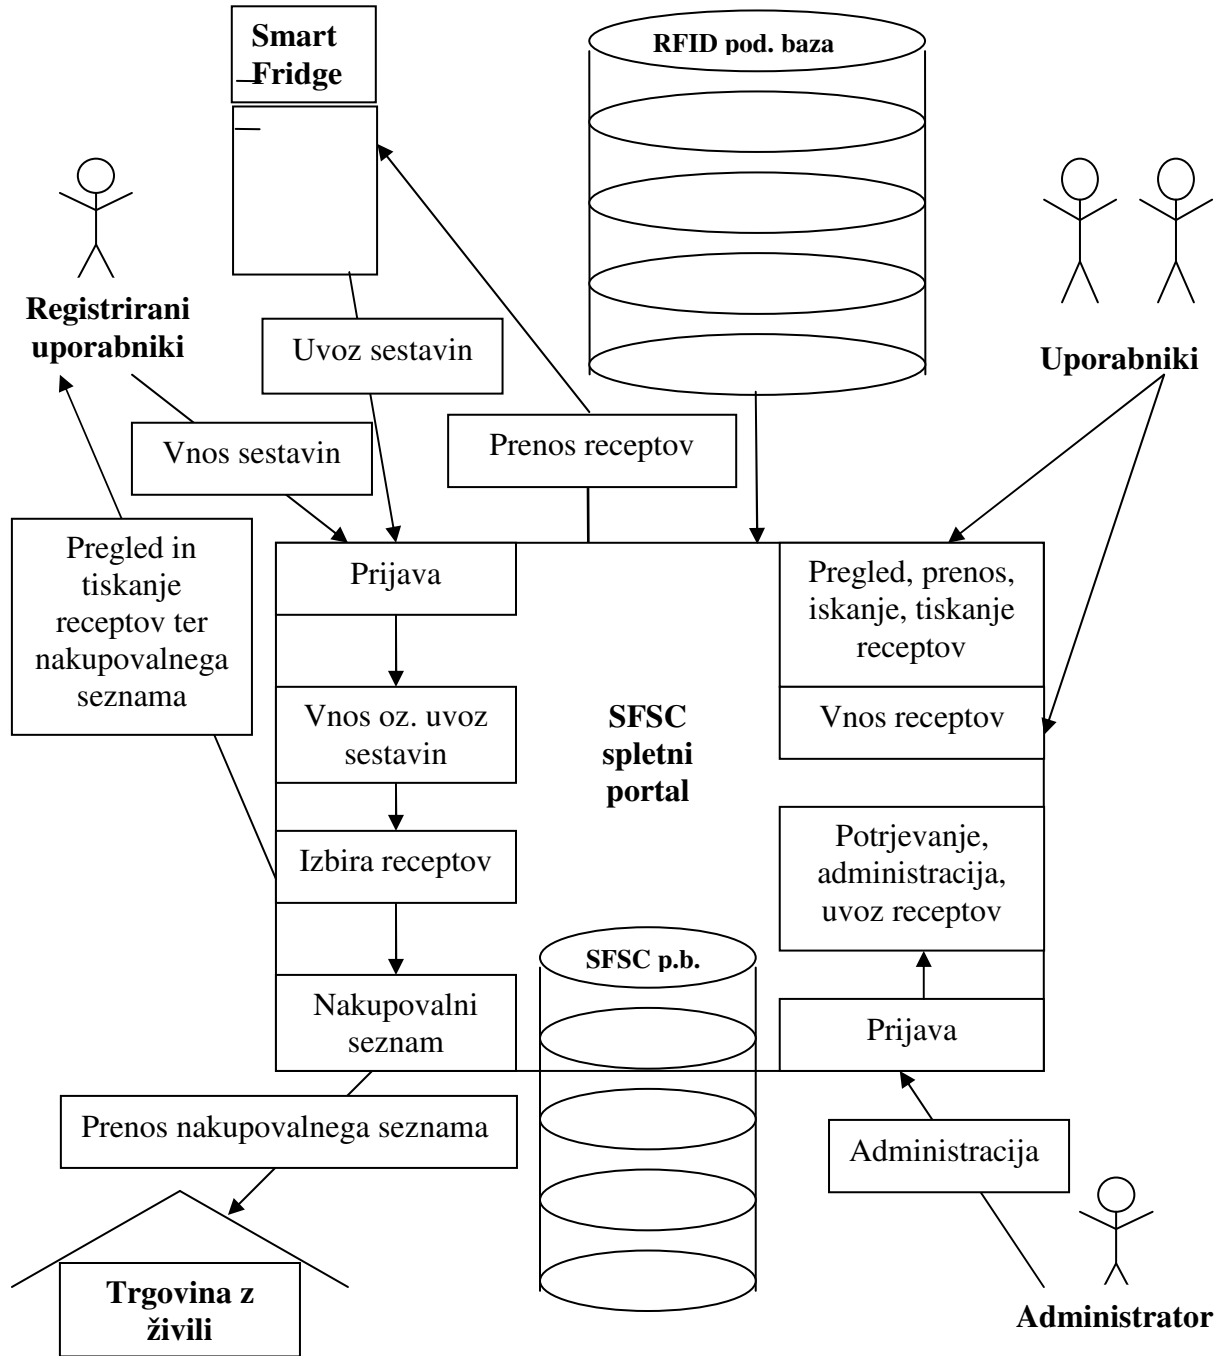 Smart
Fridge
RFID pod. baza
Registrirani
uporabniki
Uvoz sestavin
Uporabniki
Vnos sestavin
Prenos receptov
Pregled in
tiskanje
receptov ter
nakupovalnega
seznama
Prijava
Pregled, prenos,
iskanje, tiskanje
receptov
Vnos oz. uvoz
sestavin
SFSC
spletni
portal
Vnos receptov
Izbira receptov
Potrjevanje,
administracija,
uvoz receptov
SFSC p.b.
Nakupovalni
seznam
Prijava
Prenos nakupovalnega seznama
Administracija
Trgovina z
živili
Administrator